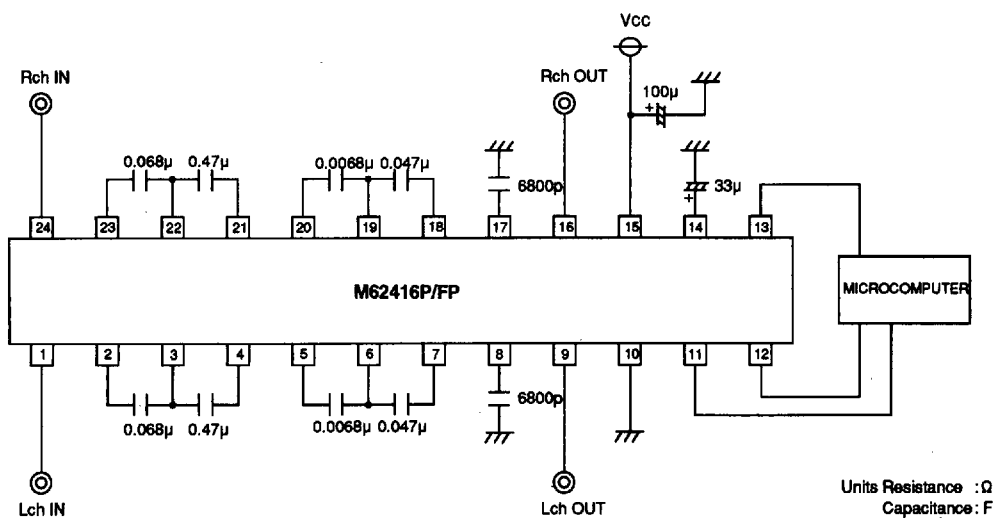 Vcc
Rch IN
Rch OUT
100μ
+
0.068μ 0.47μ
0.0068μ 0.047μ
6800p
33μ
+
24 23 22 21 20 19 18 17 16 15 14 13
M62416P/FP
MICROCOMPUTER
1 2 3 4 5 6 7 8 9 10 11 12
6800p
0.068μ 0.47μ
0.0068μ 0.047μ
Lch IN
Lch OUT
Units Resistance : Ω
Capacitance : F